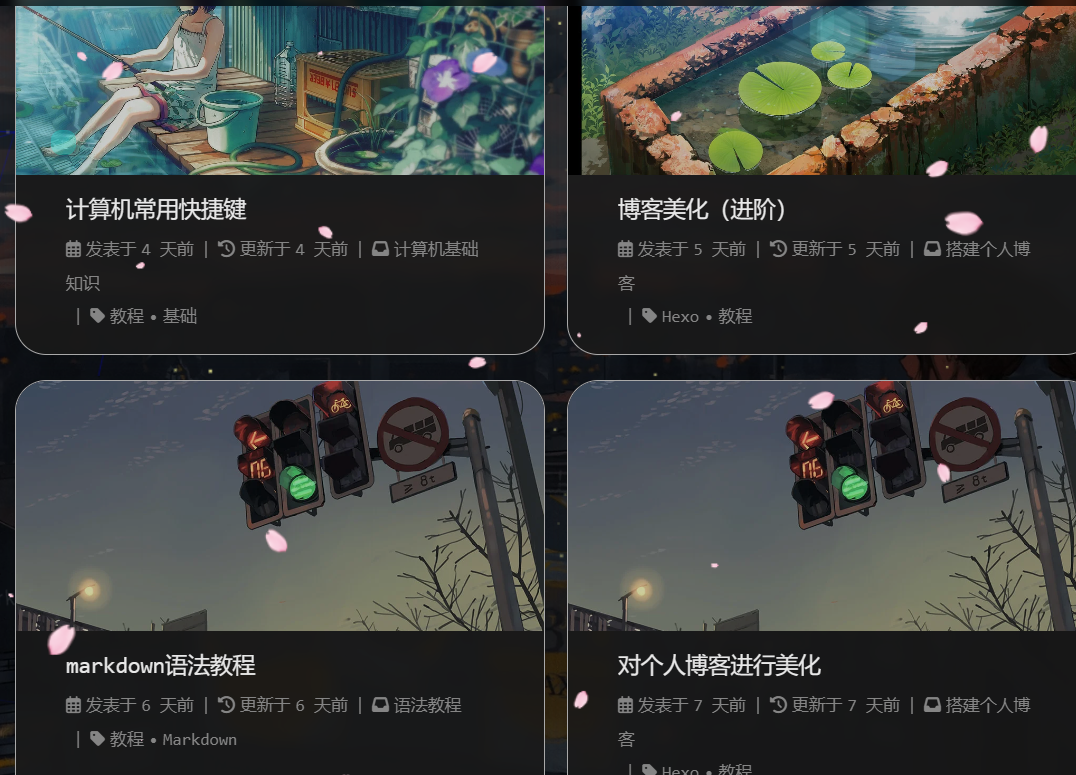 计算机常用快捷键
发表于 4 天前 | 更新于 4 天前 | 计算机基础
知识
| 教程 • 基础
博客美化（进阶）
发表于 5 天前 | 更新于 5 天前 | 搭建个人博
客
| Hexo • 教程
≥ 8t
≥ 8t
markdown语法教程
发表于 6 天前 | 更新于 6 天前 | 语法教程
| 教程 • Markdown
对个人博客进行美化
发表于 7 天前 | 更新于 7 天前 | 搭建个人博
客
| Hexo • 教程